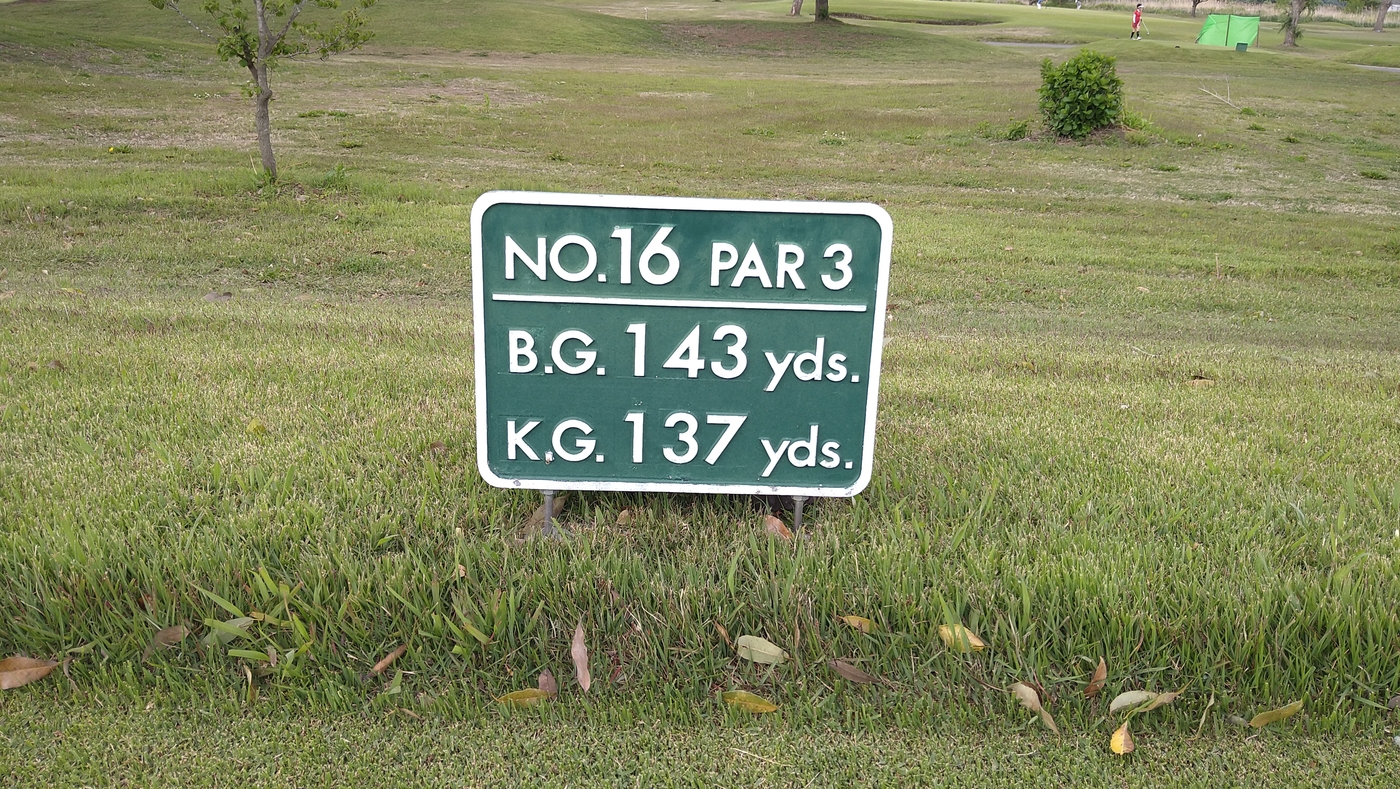 NO.16 PAR 3
B.G. 143 yds.
K.G. 137 yds.